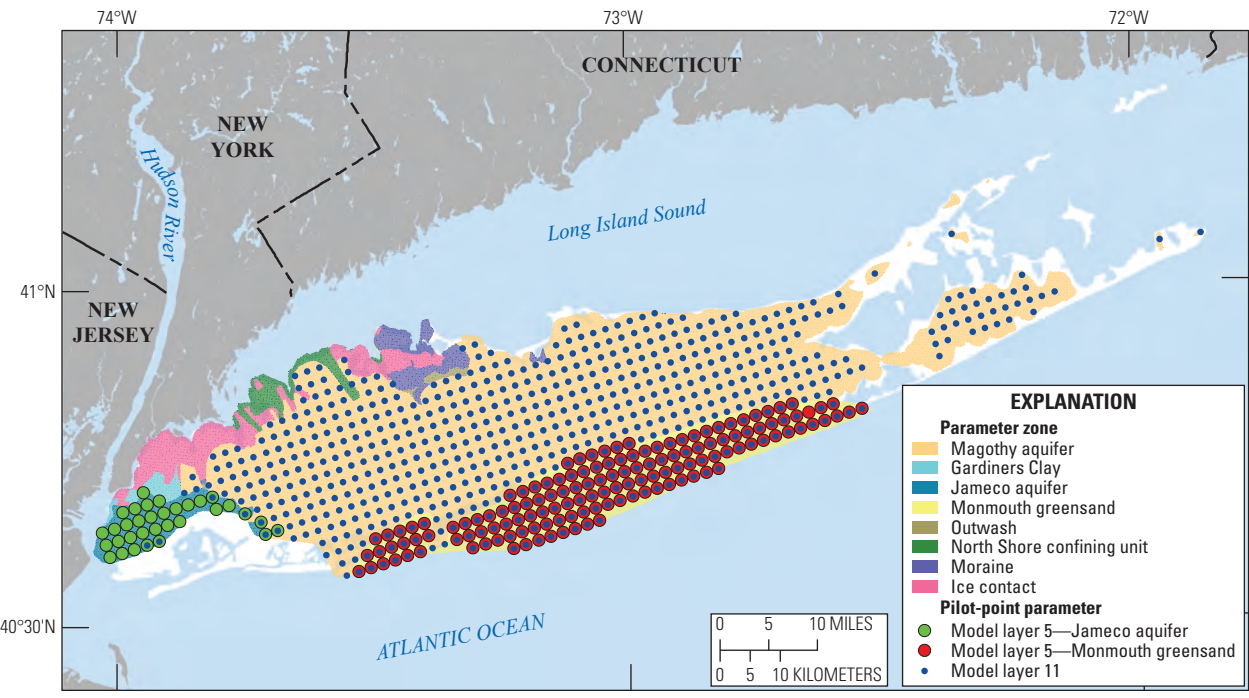 74°W
73°W
72°W
CONNECTICUT
NEW
YORK
Hudson River
Long Island Sound
41°N
NEW
JERSEY
EXPLANATION
Parameter zone
Magothy aquifer
Gardiners Clay
Jameco aquifer
Monmouth greensand
Outwash
North Shore confining unit
Moraine
Ice contact
Pilot-point parameter
Model layer 5—Jameco aquifer
Model layer 5—Monmouth greensand
Model layer 11
40°30'N
ATLANTIC OCEAN
0 5 10 MILES
0 5 10 KILOMETERS